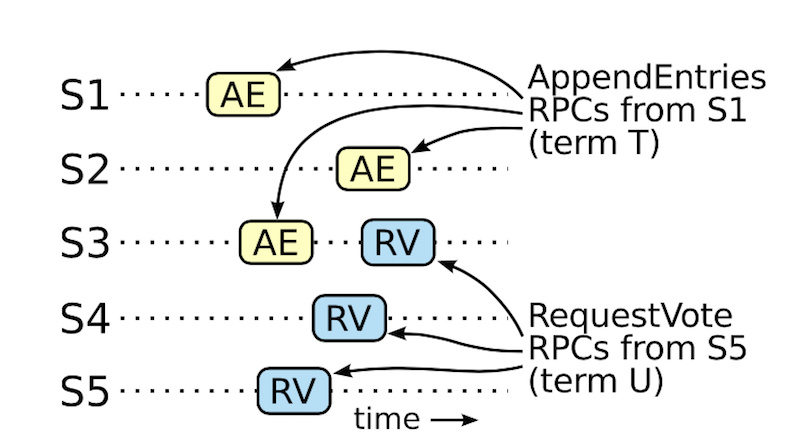 S1
AE
AppendEntries
RPCs from S1
(term T)
S2
AE
S3
AE
RV
S4
RV
RequestVote
RPCs from S5
(term U)
S5
RV
time